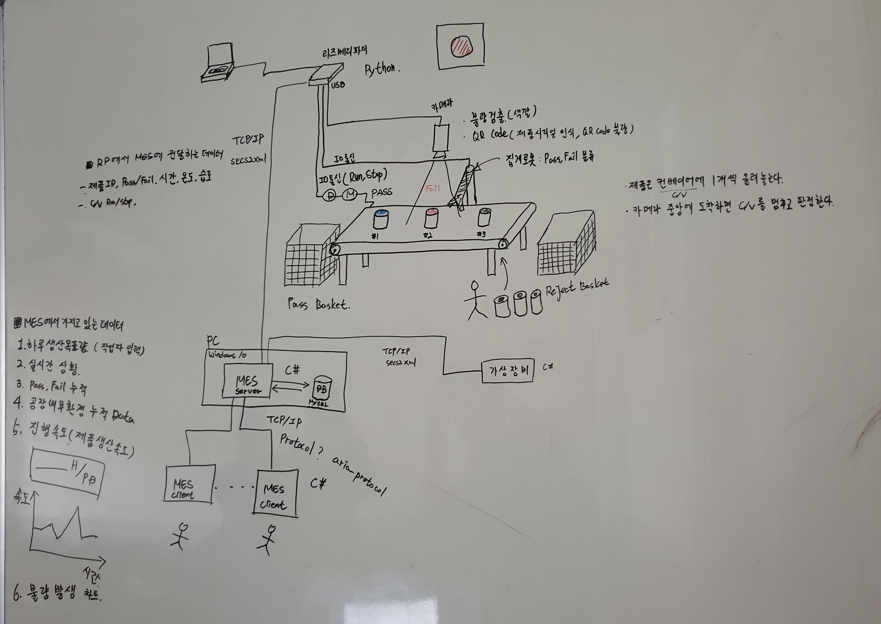 라즈베리파이
Python.
USB
카메라
· 불량검출(색깔)
· QR Code (제품시리얼 인식, QR code 불량)
TCP/IP
SECS2xml
IO통신
IO통신(Run,Stop)
집게로봇 : Pass, Fail 분류
▣ RP에서 MES에 전달하는 데이터
- 제품ID, Pass/Fail, 시간, 온도, 습도
- C/V Run/Stop.
R
M
PASS
Fail
#1
#2
#3
· 제품은 컨베이어에 1개씩 올려놓는다.
C/V
· 카메라 중앙에 도착하면 C/V를 멈추고 판정한다.
Pass Basket.
Reject Basket
▣ MES에서 가지고 있는 데이터
1. 하루생산목표량 (작업자 입력)
2. 실시간 상황.
3. Pass, Fail 누적
4. 공장내부환경 누적 Data
5. 진행속도(제품생산속도)
H/PD
속도
시간
6. 불량 발생 차트.
PC
Windows 10
MES
server
C#
DB
MySQL
TCP/IP
secs2xml
가상장비
C#
TCP/IP
Protocol?
aria_protocol
MES
client
MES
client
C#